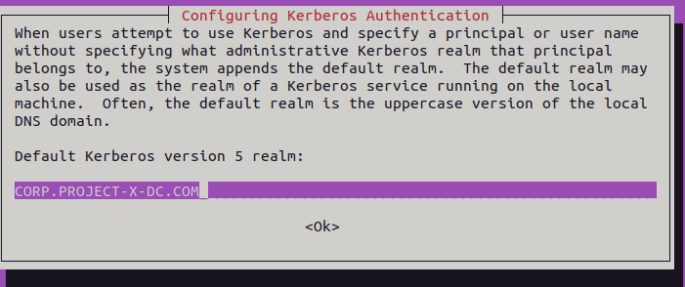 Configuring Kerberos Authentication
When users attempt to use Kerberos and specify a principal or user name
without specifying what administrative Kerberos realm that principal
belongs to, the system appends the default realm.  The default realm may
also be used as the realm of a Kerberos service running on the local
machine.  Often, the default realm is the uppercase version of the local
DNS domain.
Default Kerberos version 5 realm:
CORP.PROJECT-X-DC.COM
<Ok>